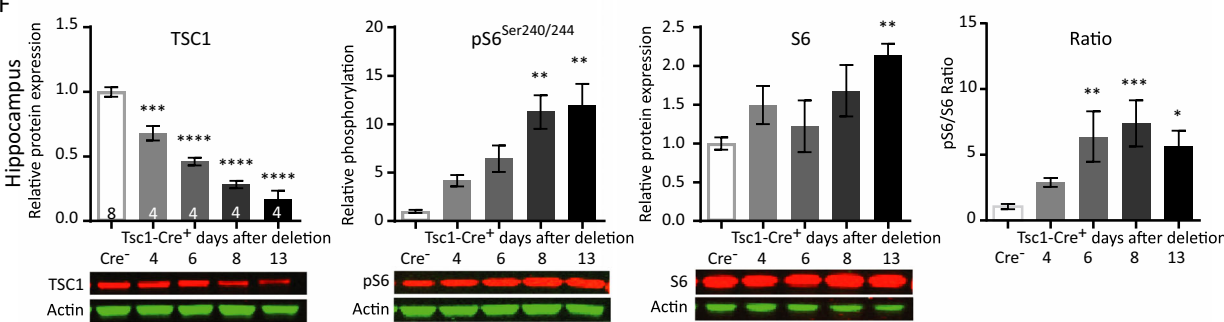 F
Hippocampus
Relative protein expression
1.5
1.0
0.5
0.0
TSC1
***
****
****
****
8
4
4
4
4
Tsc1-Cre+ days after deletion
Cre-
4
6
8
13
TSC1
Actin
Relative phosphorylation
20
15
10
5
0
pS6Ser240/244
**
**
Tsc1-Cre+ days after deletion
Cre-
4
6
8
13
pS6
Actin
Relative protein expression
2.5
2.0
1.5
1.0
0.5
0.0
S6
**
Tsc1-Cre+ days after deletion
Cre-
4
6
8
13
S6
Actin
pS6/S6 Ratio
15
10
5
0
Ratio
**
***
*
Tsc1-Cre+ days after deletion
Cre-
4
6
8
13